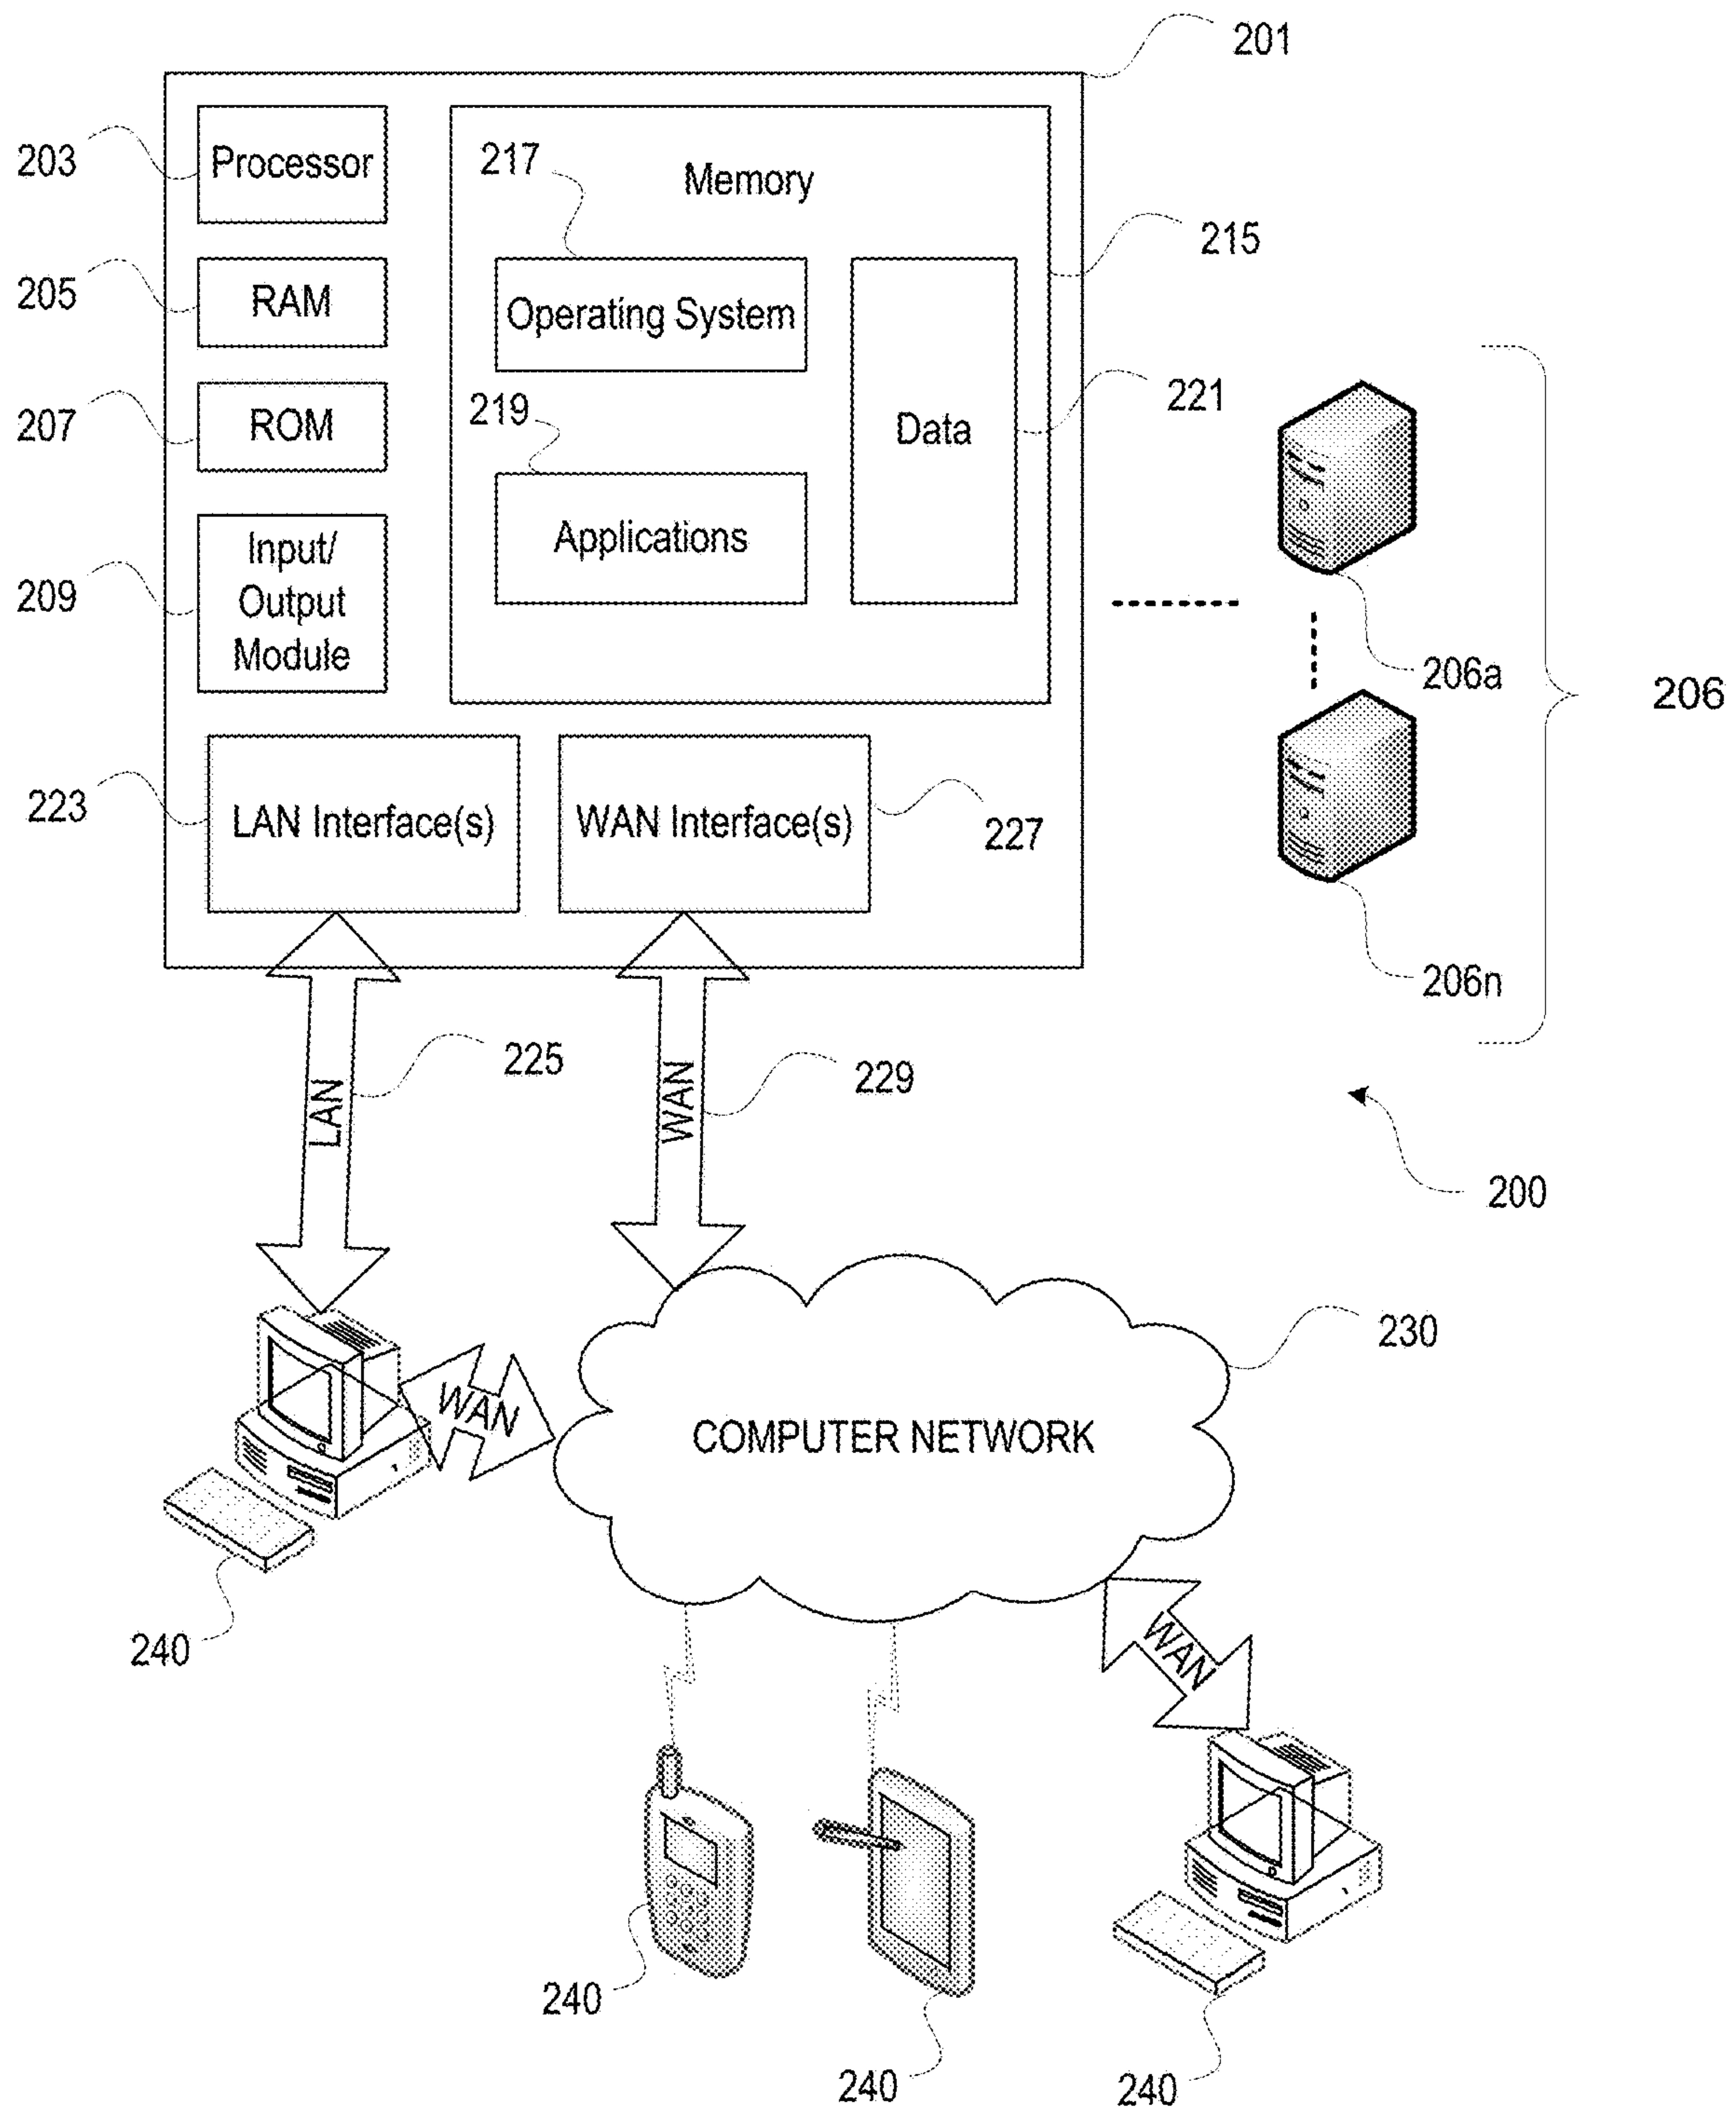 201
203
Processor
217
Memory
215
205
RAM
Operating System
221
207
ROM
219
Data
Applications
209
Input/
Output
Module
206a
206
223
LAN Interface(s)
WAN Interface(s)
227
206n
225
229
LAN
WAN
200
230
WAN
COMPUTER NETWORK
240
WAN
240
240
240